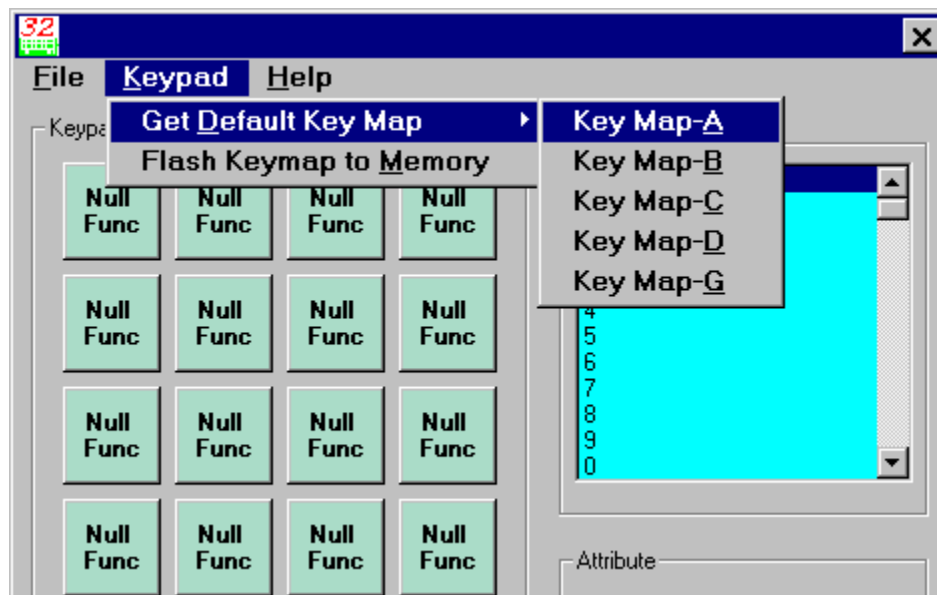 32
File Keypad Help
Get Default Key Map
Flash Keymap to Memory
Key Map-A
Key Map-B
Key Map-C
Key Map-D
Key Map-G
Null Func Null Func Null Func Null Func
Null Func Null Func Null Func Null Func
Null Func Null Func Null Func Null Func
Null Func Null Func Null Func Null Func
4
5
6
7
8
9
0
Attribute